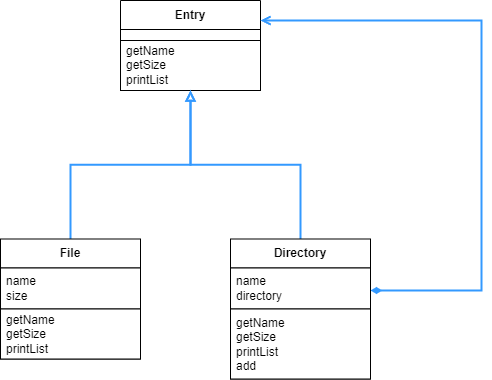 Entry
getName
getSize
printList
File
name
size
getName
getSize
printList
Directory
name
directory
getName
getSize
printList
add